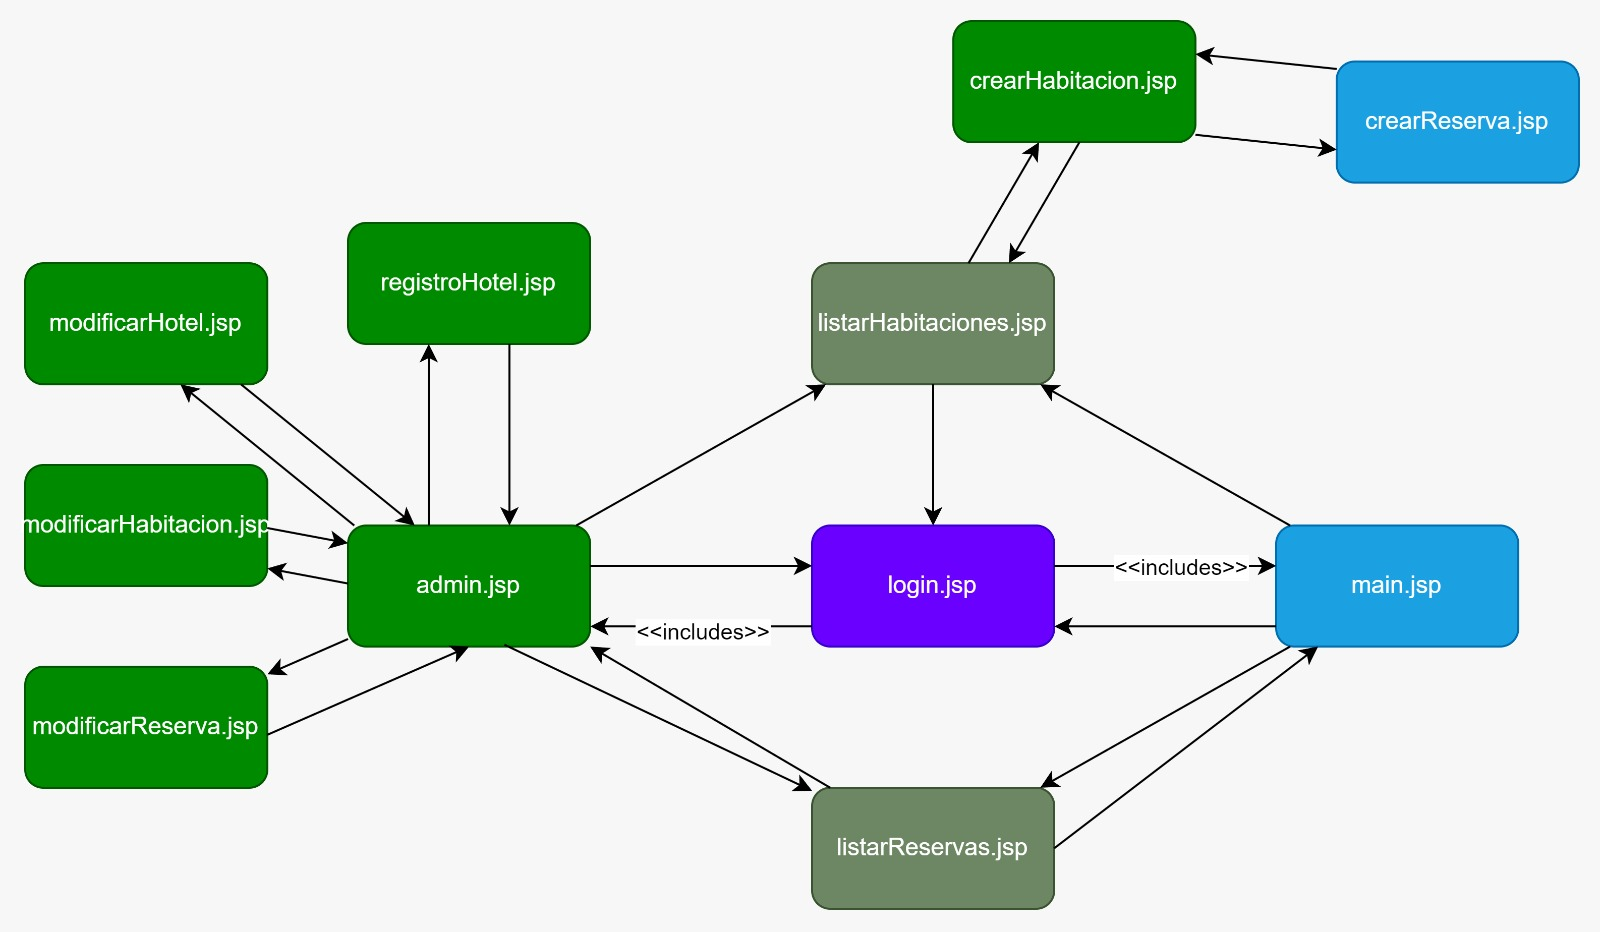 crearHabitacion.jsp
crearReserva.jsp
registroHotel.jsp
modificarHotel.jsp
listarHabitaciones.jsp
modificarHabitacion.jsp
admin.jsp
login.jsp
<<includes>>
main.jsp
<<includes>>
modificarReserva.jsp
listarReservas.jsp